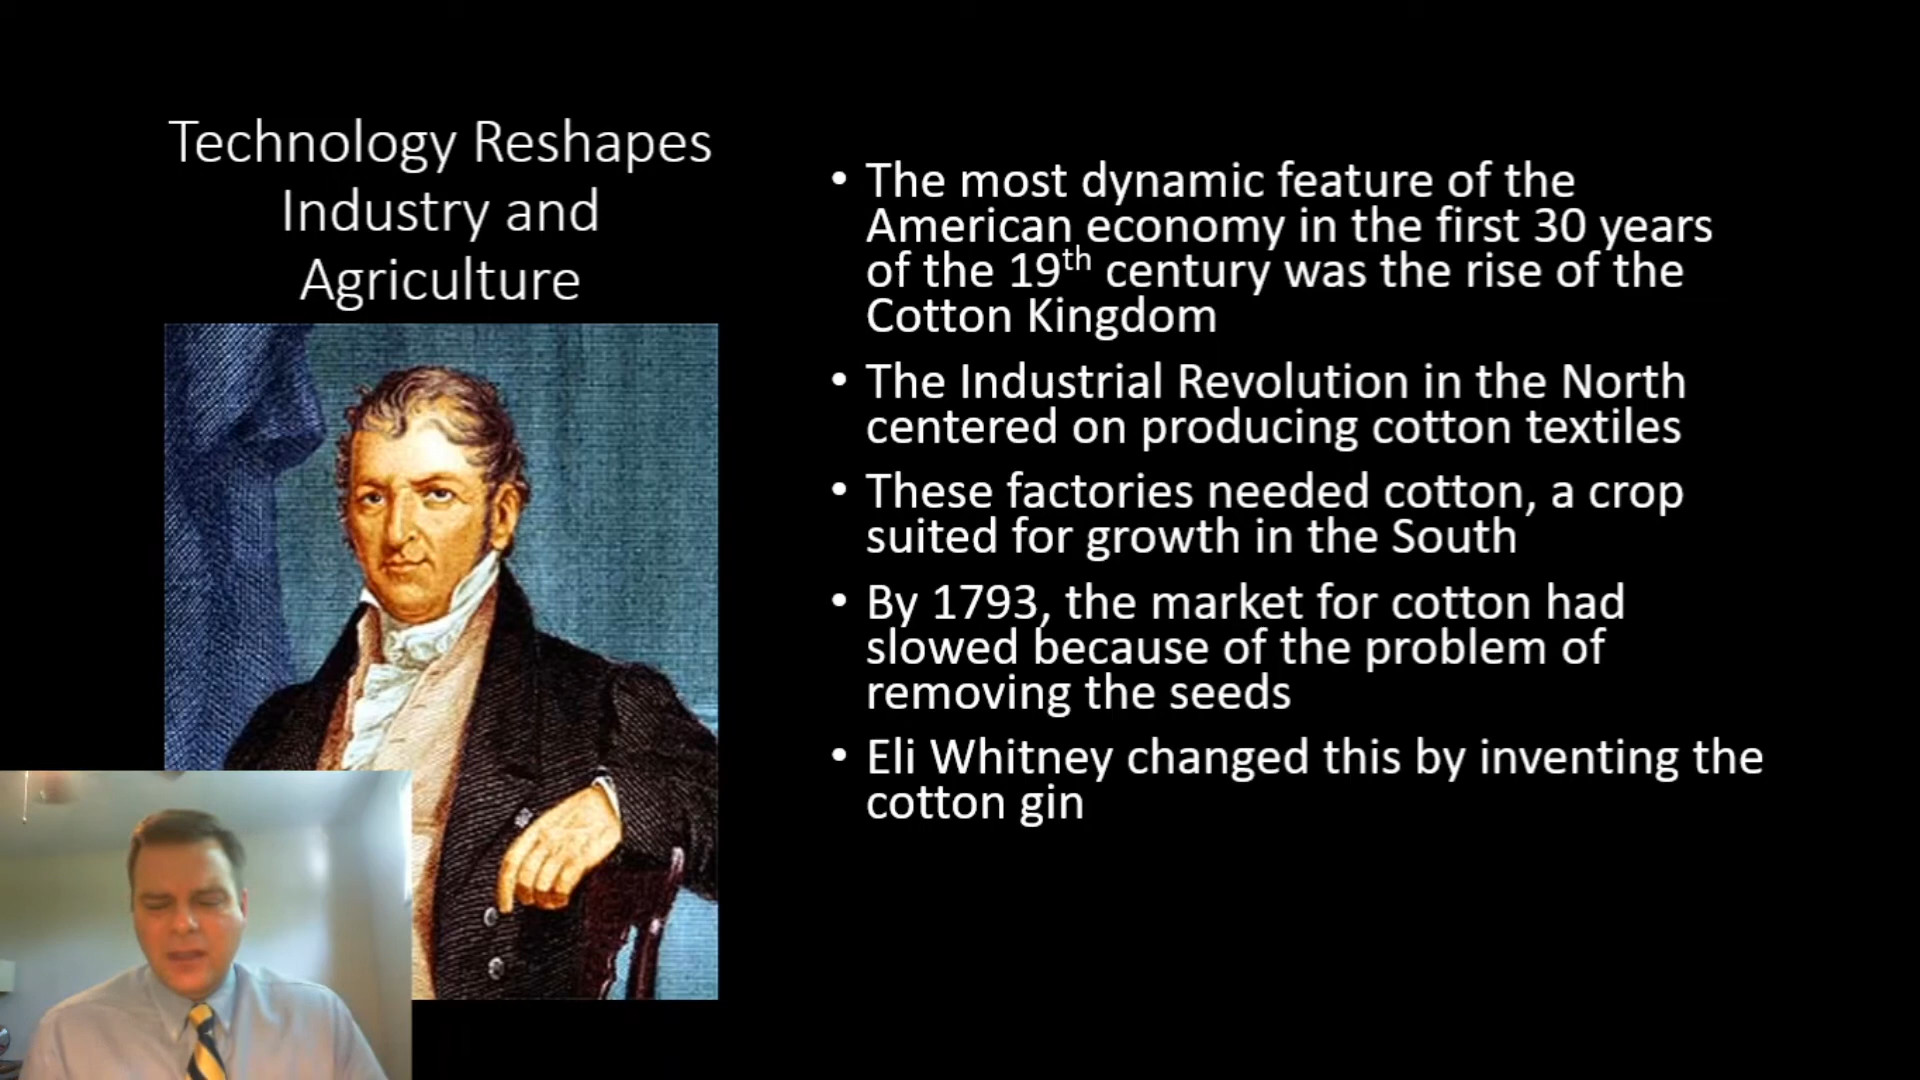 Technology Reshapes
Industry and
Agriculture
• The most dynamic feature of the
American economy in the first 30 years
of the 19th century was the rise of the
Cotton Kingdom
• The Industrial Revolution in the North
centered on producing cotton textiles
• These factories needed cotton, a crop
suited for growth in the South
• By 1793, the market for cotton had
slowed because of the problem of
removing the seeds
• Eli Whitney changed this by inventing the
cotton gin